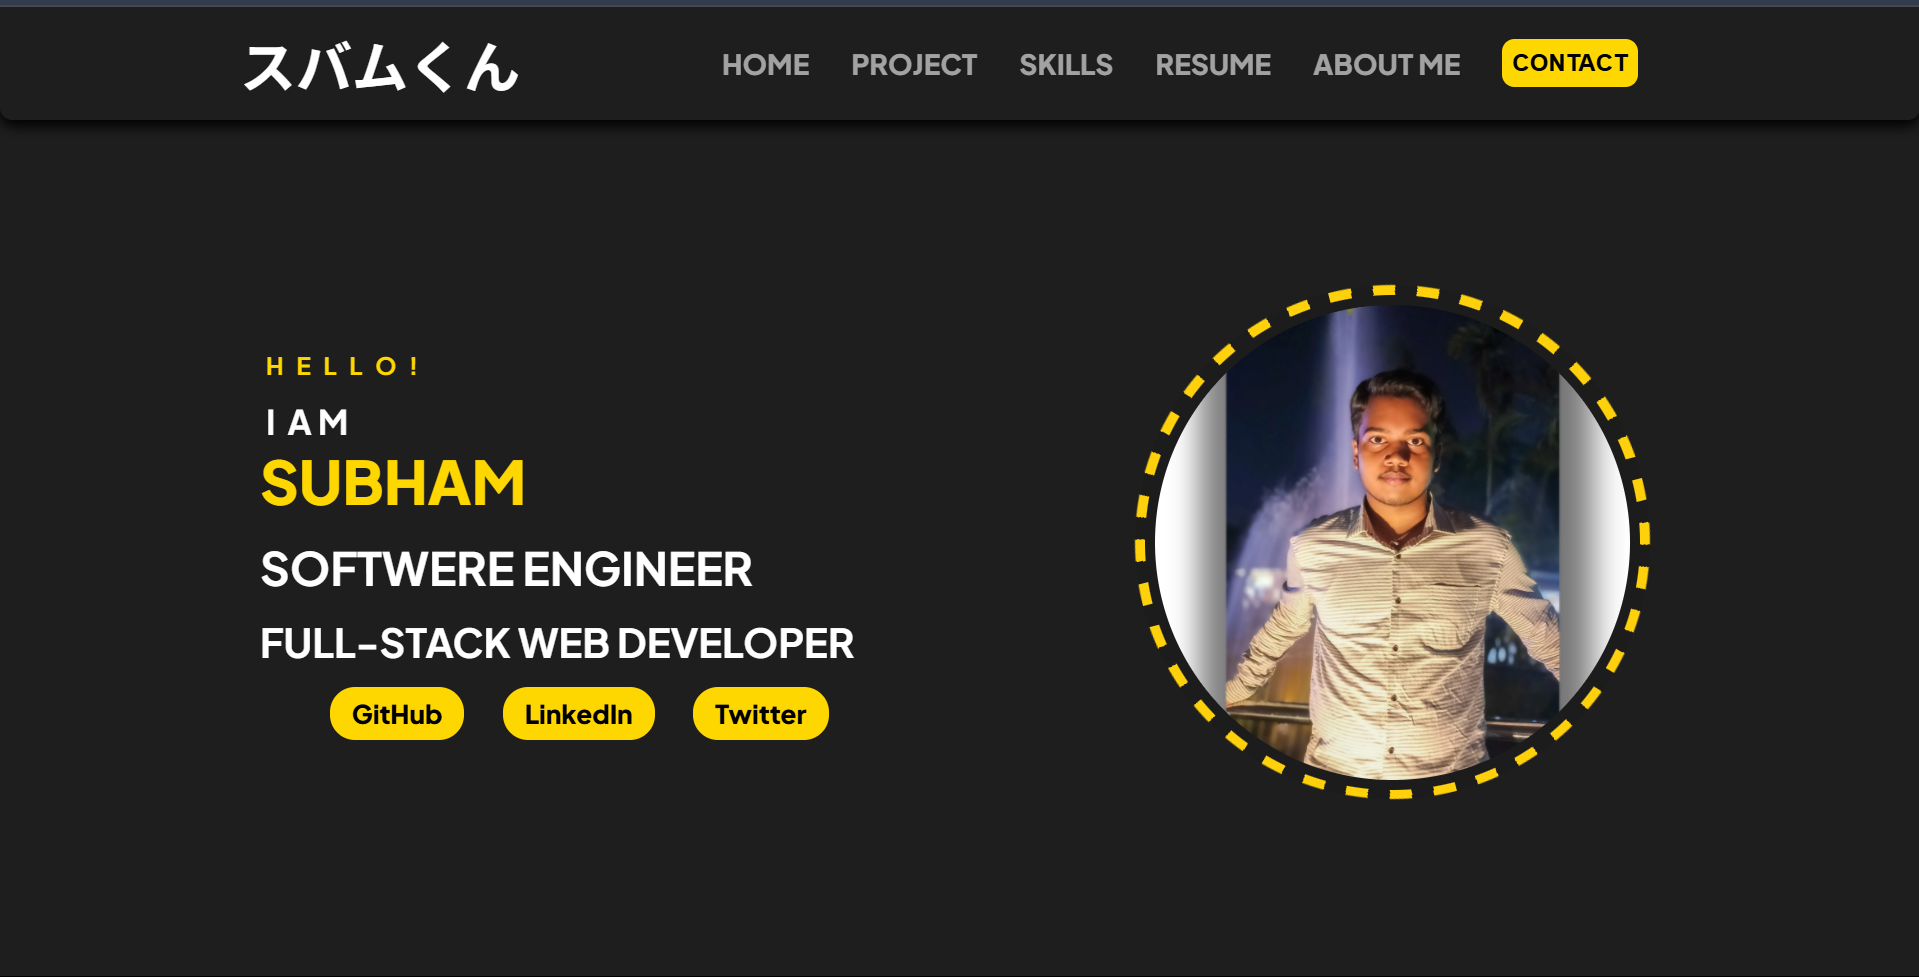 スバムくん
HOME PROJECT SKILLS RESUME ABOUT ME CONTACT
HELLO!
I AM
SUBHAM
SOFTWERE ENGINEER
FULL-STACK WEB DEVELOPER
GitHub LinkedIn Twitter